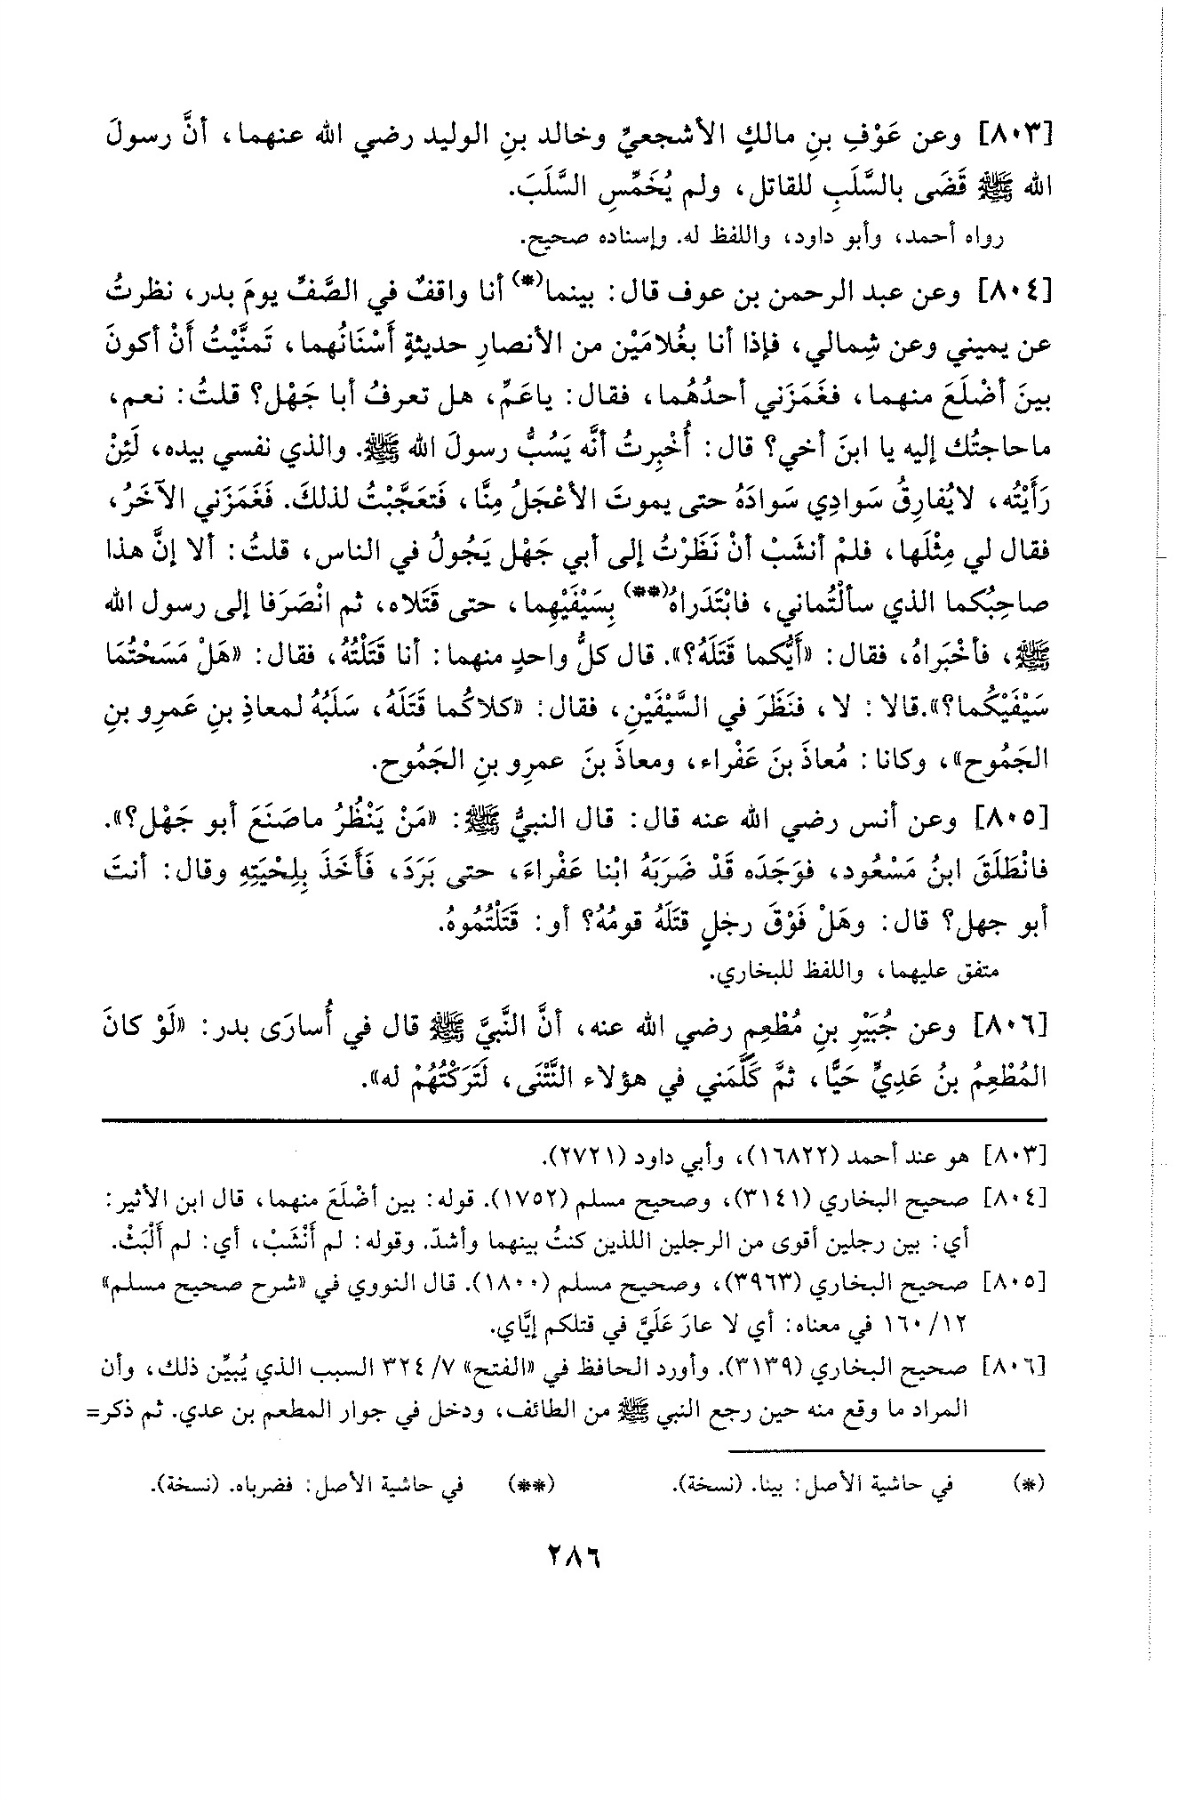 [٨٠٣] وعن عَوْفِ بنِ مالكٍ الأشجعيِّ وخالد بنِ الوليد رضي الله عنهما، أنَّ رسولَ
الله ﷺ قَضَى بالسَّلَبِ للقاتل، ولم يُخَمِّسِ السَّلَبَ.
رواه أحمد، وأبو داود، واللفظ له. وإسناده صحيح.
[٨٠٤] وعن عبد الرحمن بن عوف قال: بينما(*) أنا واقفٌ في الصَّفِّ يومَ بدر، نظرتُ
عن يميني وعن شِمالي، فإذا أنا بغُلامَيْن من الأنصارِ حديثةٍ أَسْنَانُهما، تَمنَّيْتُ أَنْ أكونَ
بينَ أضْلَعَ منهما، فغَمَزَني أحدُهُما، فقال: ياعَمِّ، هل تعرفُ أبا جَهْل؟ قلتُ: نعم،
ماحاجتُك إليه يا ابنَ أخي؟ قال: أُخْبِرتُ أنَّه يَسُبُّ رسولَ الله ﷺ. والذي نفسي بيده، لَئِنْ
رَأَيْتُه، لايُفارِقُ سَوادِي سَوادَهُ حتى يموتَ الأعْجَلُ مِنَّا، فَتعَجَّبْتُ لذلكَ. فَغَمَزَني الآخَرُ،
فقال لي مِثْلَها، فلمْ أنشَبْ أنْ نَظَرْتُ إلى أبي جَهْل يَجُولُ في الناس، قلتُ: ألا إنَّ هذا
صاحِبُكما الذي سألْتُماني، فابْتَدَراهُ(**) بِسَيْفَيْهِما، حتى قَتَلاه، ثم انْصَرَفا إلى رسول الله
ﷺ، فأخْبَراهُ، فقال: «أَيُّكما قَتَلَهُ؟». قال كلُّ واحدٍ منهما: أنا قَتَلْتُهُ، فقال: «هَلْ مَسَحْتُمَا
سَيْفَيْكُما؟».قالا: لا، فنَظَرَ في السَّيْفَيْنِ، فقال: «كلاكُما قَتَلَهُ، سَلَبُهُ لمعاذِ بنِ عَمرِو بنِ
الجَمُوح»، وكانا: مُعاذَ بنَ عَفْراء، ومعاذَ بنَ عمرِو بنِ الجَمُوح.
[٨٠٥] وعن أنس رضي الله عنه قال: قال النبيُّ ﷺ: «مَنْ يَنْظُرُ ماصَنَعَ أبو جَهْل؟».
فانْطَلَقَ ابنُ مَسْعُود، فوَجَدَه قَدْ ضَرَبَهُ ابْنا عَفْراءَ، حتى بَرَدَ، فَأَخَذَ بِلِحْيَتِهِ وقال: أنتَ
أبو جهل؟ قال: وهَلْ فَوْقَ رجلٍ قتَلَهُ قومُهُ؟ أو: قَتَلْتُمُوهُ.
متفق عليهما، واللفظ للبخاري.
[٨٠٦] وعن جُبَيْرِ بنِ مُطْعِمٍ رضي الله عنه، أنَّ النَّبيَّ ﷺ قال في أُسارَى بدر: «لَوْ كانَ
المُطْعِمُ بنُ عَدِيٍّ حَيًّا، ثمَّ كَلَّمَني في هؤلاء النَّتْنَى، لَتَرَكْتُهُمْ له».
[٨٠٣] هو عند أحمد (١٦٨٢٢)، وأبي داود (٢٧٢١).
[٨٠٤] صحيح البخاري (٣١٤١)، وصحيح مسلم (١٧٥٢). قوله: بين أضْلَعَ منهما، قال ابن الأثير:
أي: بين رجلين أقوى من الرجلين اللذين كنتُ بينهما وأشدّ. وقوله: لم أَنْشَبْ، أي: لم أَلْبَثْ.
[٨٠٥] صحيح البخاري (٣٩٦٣)، وصحيح مسلم (١٨٠٠). قال النووي في «شرح صحيح مسلم»
١٢/ ١٦٠ في معناه: أي لا عارَ عَلَيَّ في قتلكم إيَّاي.
[٨٠٦] صحيح البخاري (٣١٣٩). وأورد الحافظ في «الفتح» ٧/ ٣٢٤ السبب الذي يُبيِّن ذلك، وأن
المراد ما وقع منه حين رجع النبي ﷺ من الطائف، ودخل في جوار المطعم بن عدي. ثم ذكر=
(*) في حاشية الأصل: بينا. (نسخة). (**) في حاشية الأصل: فضرباه. (نسخة).
٢٨٦